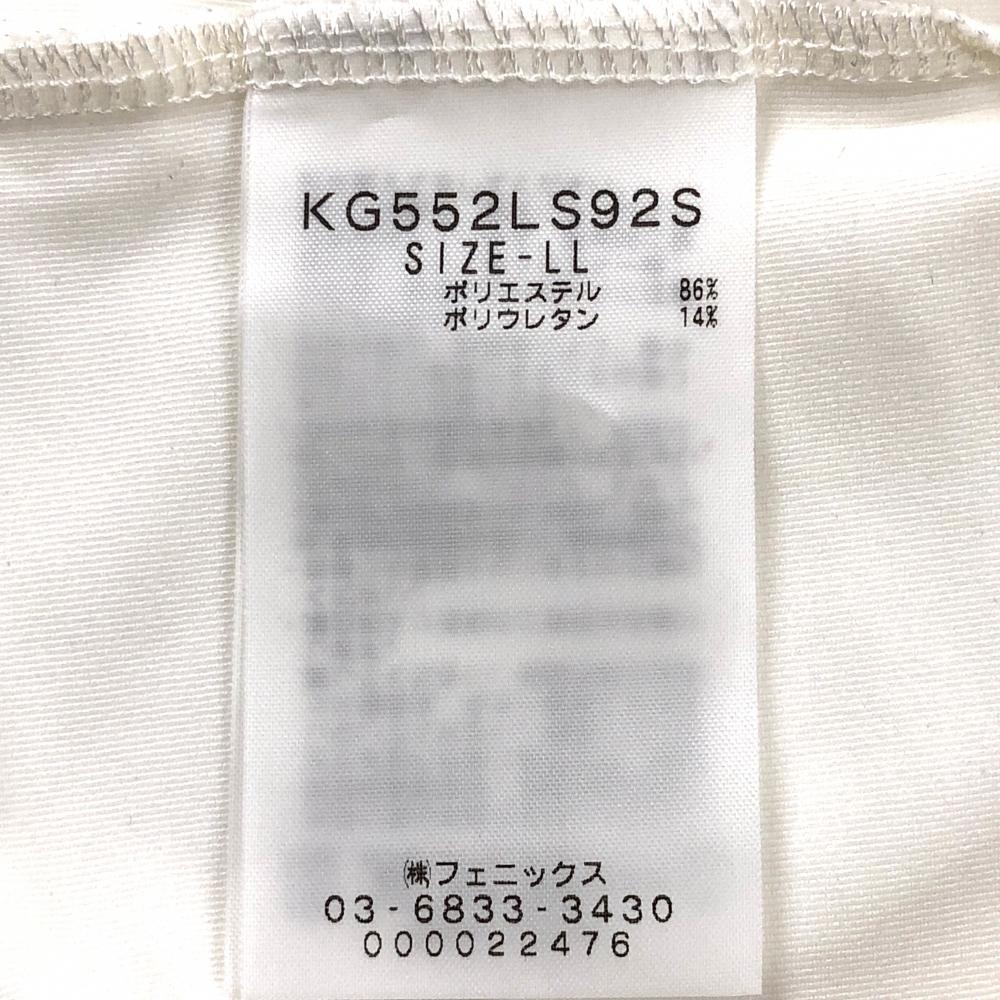 KG552LS92S
SIZE-LL
ポリエステル 86%
ポリウレタン 14%
㈱フェニックス
03-6833-3430
000022476